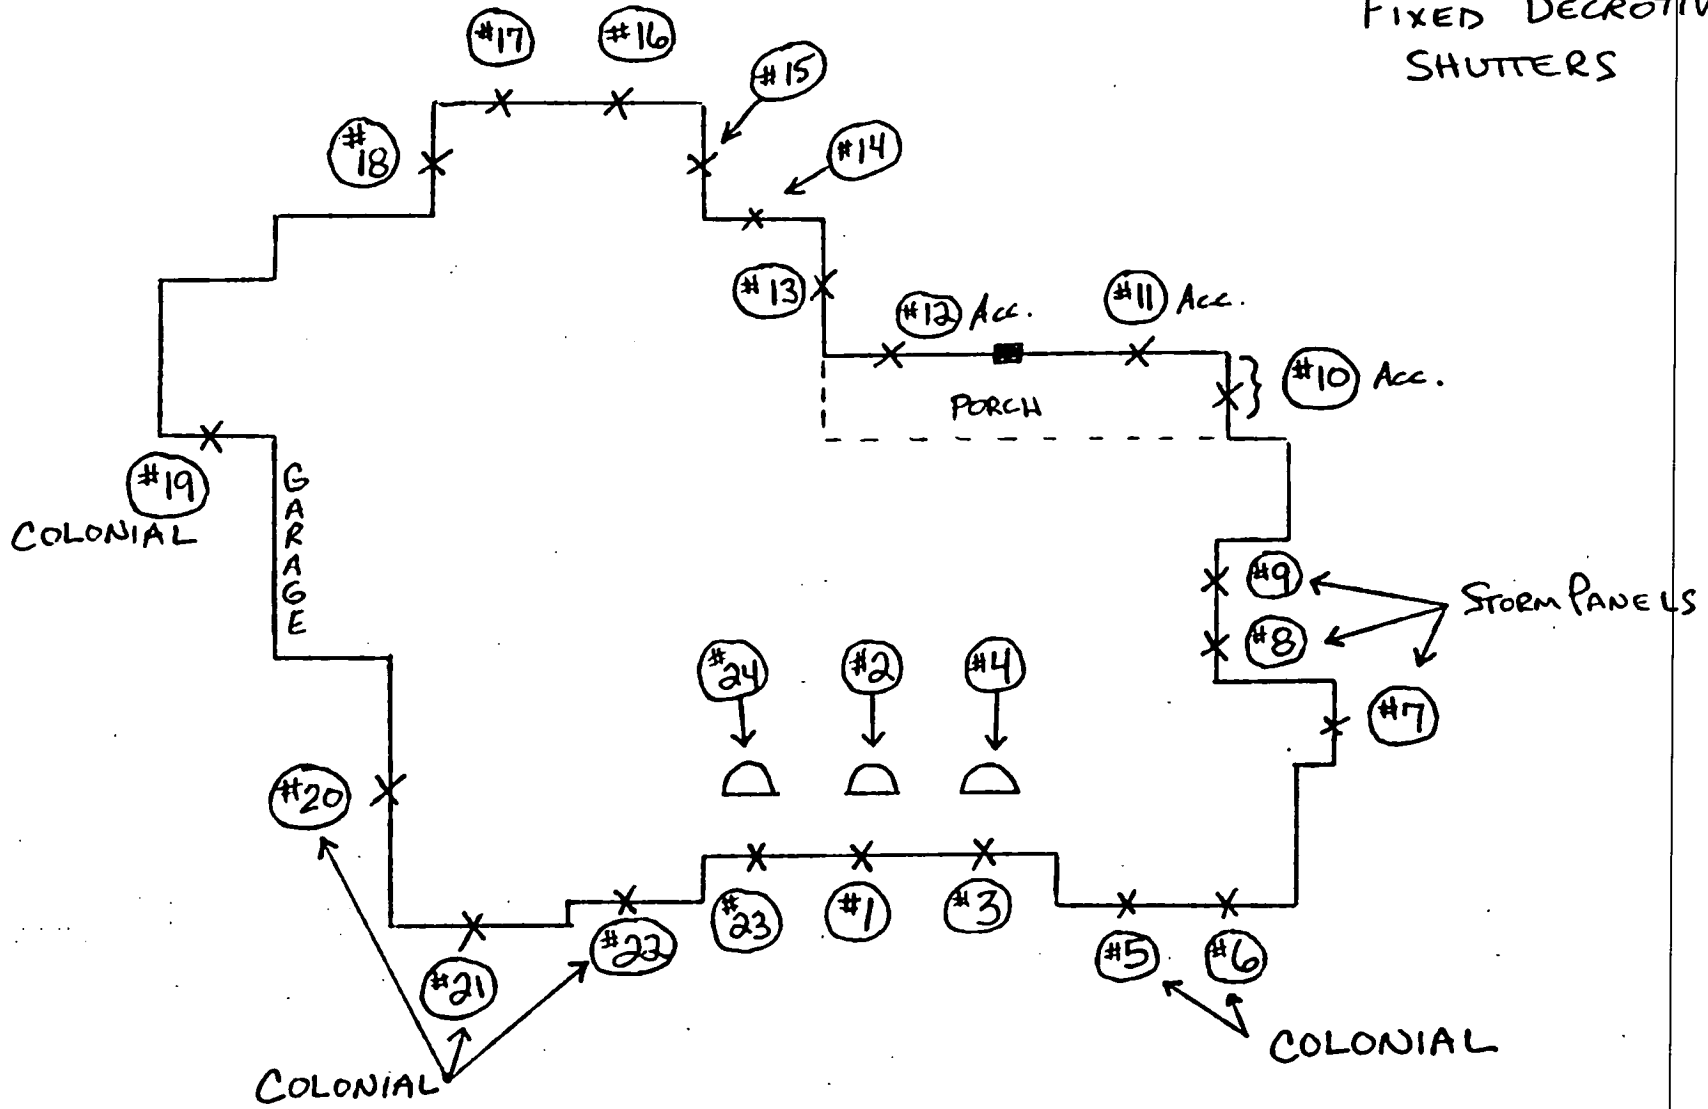 FIXED DECROTIV
SHUTTERS
#17
#16
#15
#14
#18
#13
#12 Acc.
#11 Acc.
#10 Acc.
PORCH
#19
COLONIAL
GARAGE
#9
#8
#7
STORM PANELS
#24
#2
#4
#20
#23
#1
#3
#21
#22
#5
#6
COLONIAL
COLONIAL